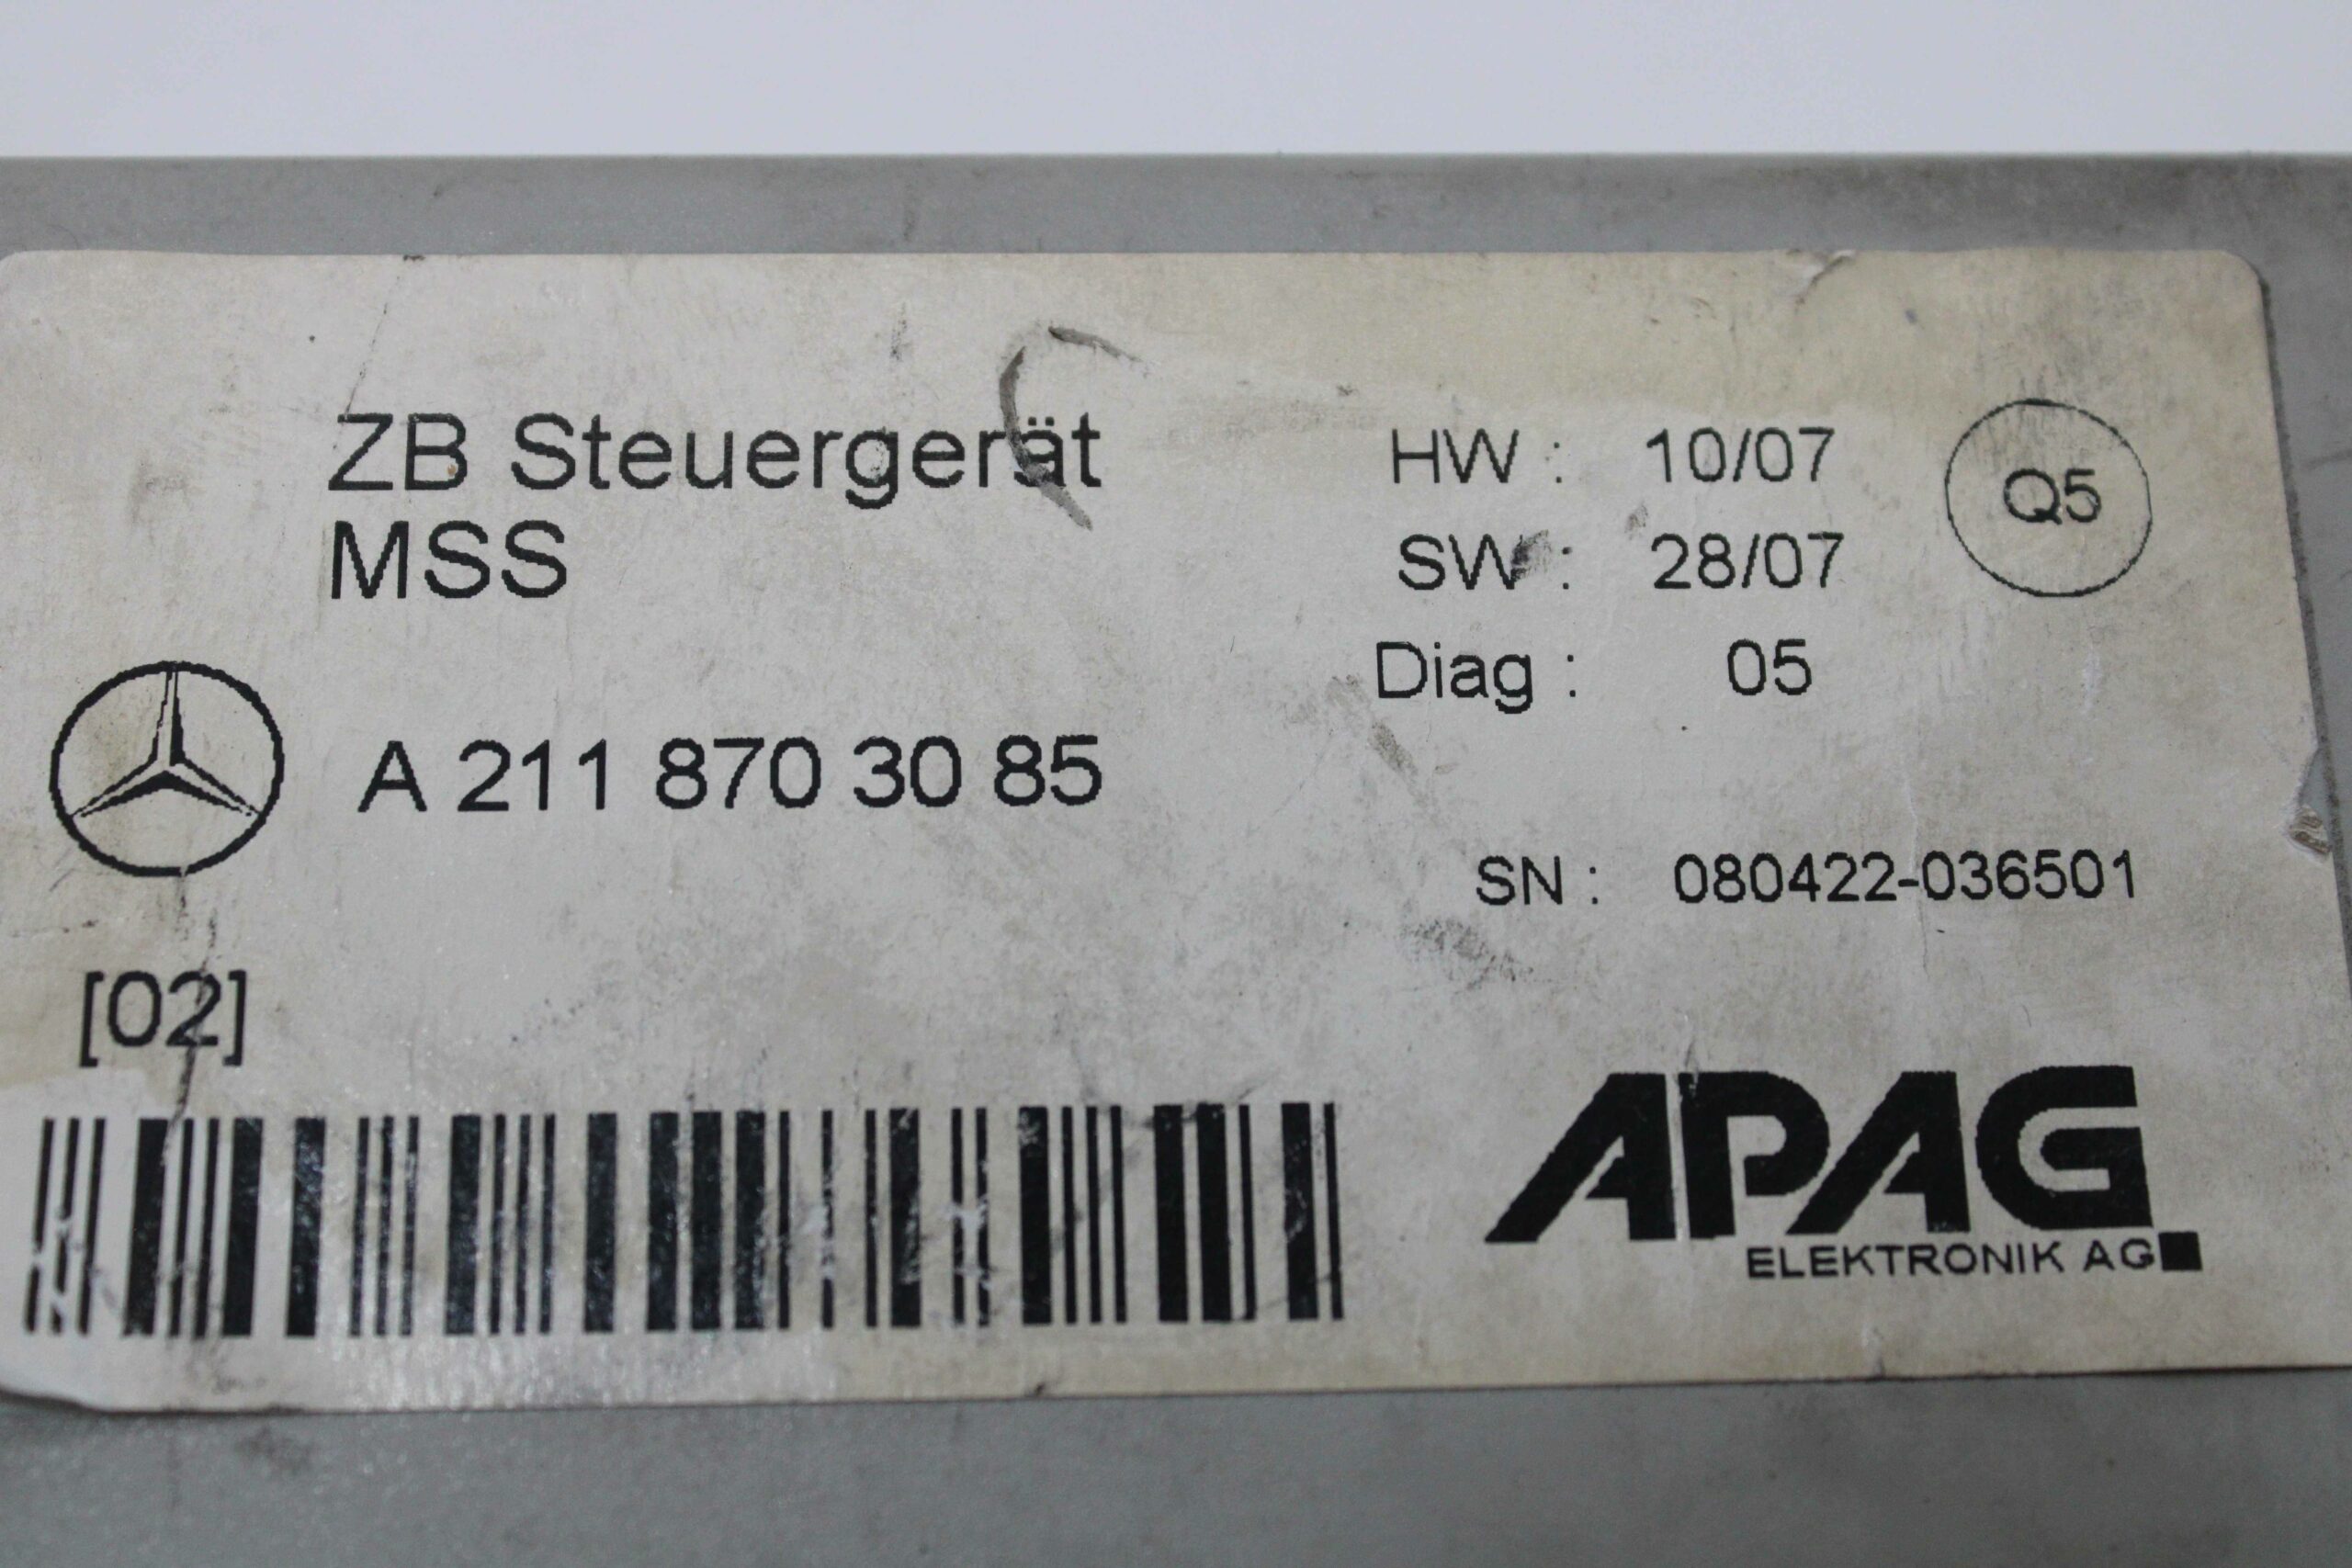 ZB Steuergerät
MSS
A 211 870 30 85
[02]
HW : 10/07
SW : 28/07
Diag : 05
Q5
SN : 080422-036501
APAG
ELEKTRONIK AG